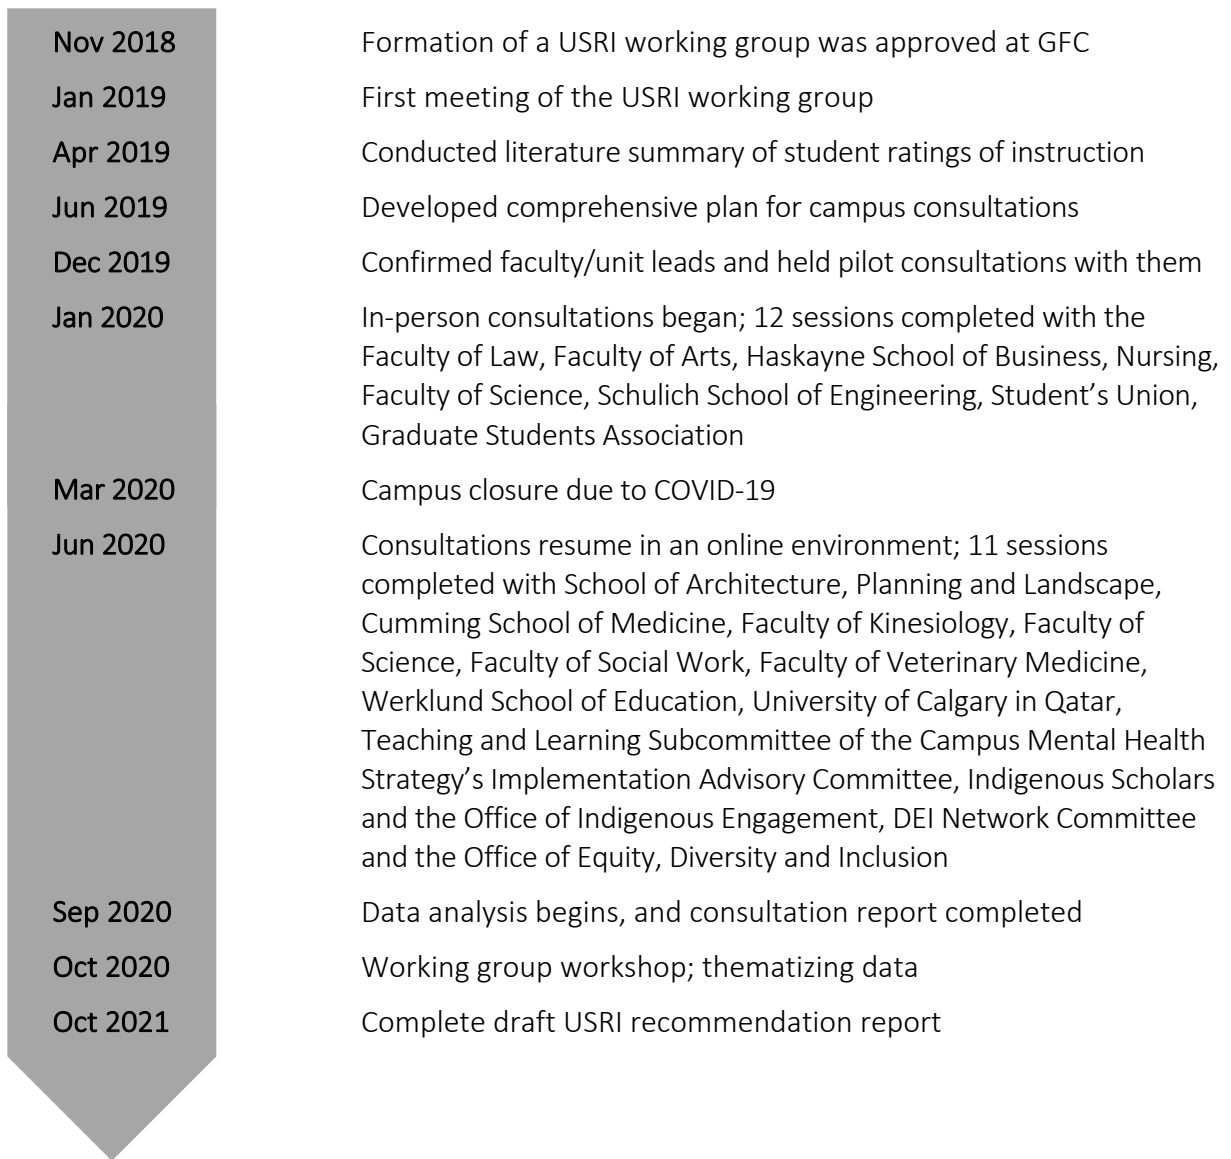 Nov 2018 Formation of a USRI working group was approved at GFC
Jan 2019 First meeting of the USRI working group
Apr 2019 Conducted literature summary of student ratings of instruction
Jun 2019 Developed comprehensive plan for campus consultations
Dec 2019 Confirmed faculty/unit leads and held pilot consultations with them
Jan 2020 In-person consultations began; 12 sessions completed with the
Faculty of Law, Faculty of Arts, Haskayne School of Business, Nursing,
Faculty of Science, Schulich School of Engineering, Student’s Union,
Graduate Students Association
Mar 2020 Campus closure due to COVID-19
Jun 2020 Consultations resume in an online environment; 11 sessions
completed with School of Architecture, Planning and Landscape,
Cumming School of Medicine, Faculty of Kinesiology, Faculty of
Science, Faculty of Social Work, Faculty of Veterinary Medicine,
Werklund School of Education, University of Calgary in Qatar,
Teaching and Learning Subcommittee of the Campus Mental Health
Strategy’s Implementation Advisory Committee, Indigenous Scholars
and the Office of Indigenous Engagement, DEI Network Committee
and the Office of Equity, Diversity and Inclusion
Sep 2020 Data analysis begins, and consultation report completed
Oct 2020 Working group workshop; thematizing data
Oct 2021 Complete draft USRI recommendation report